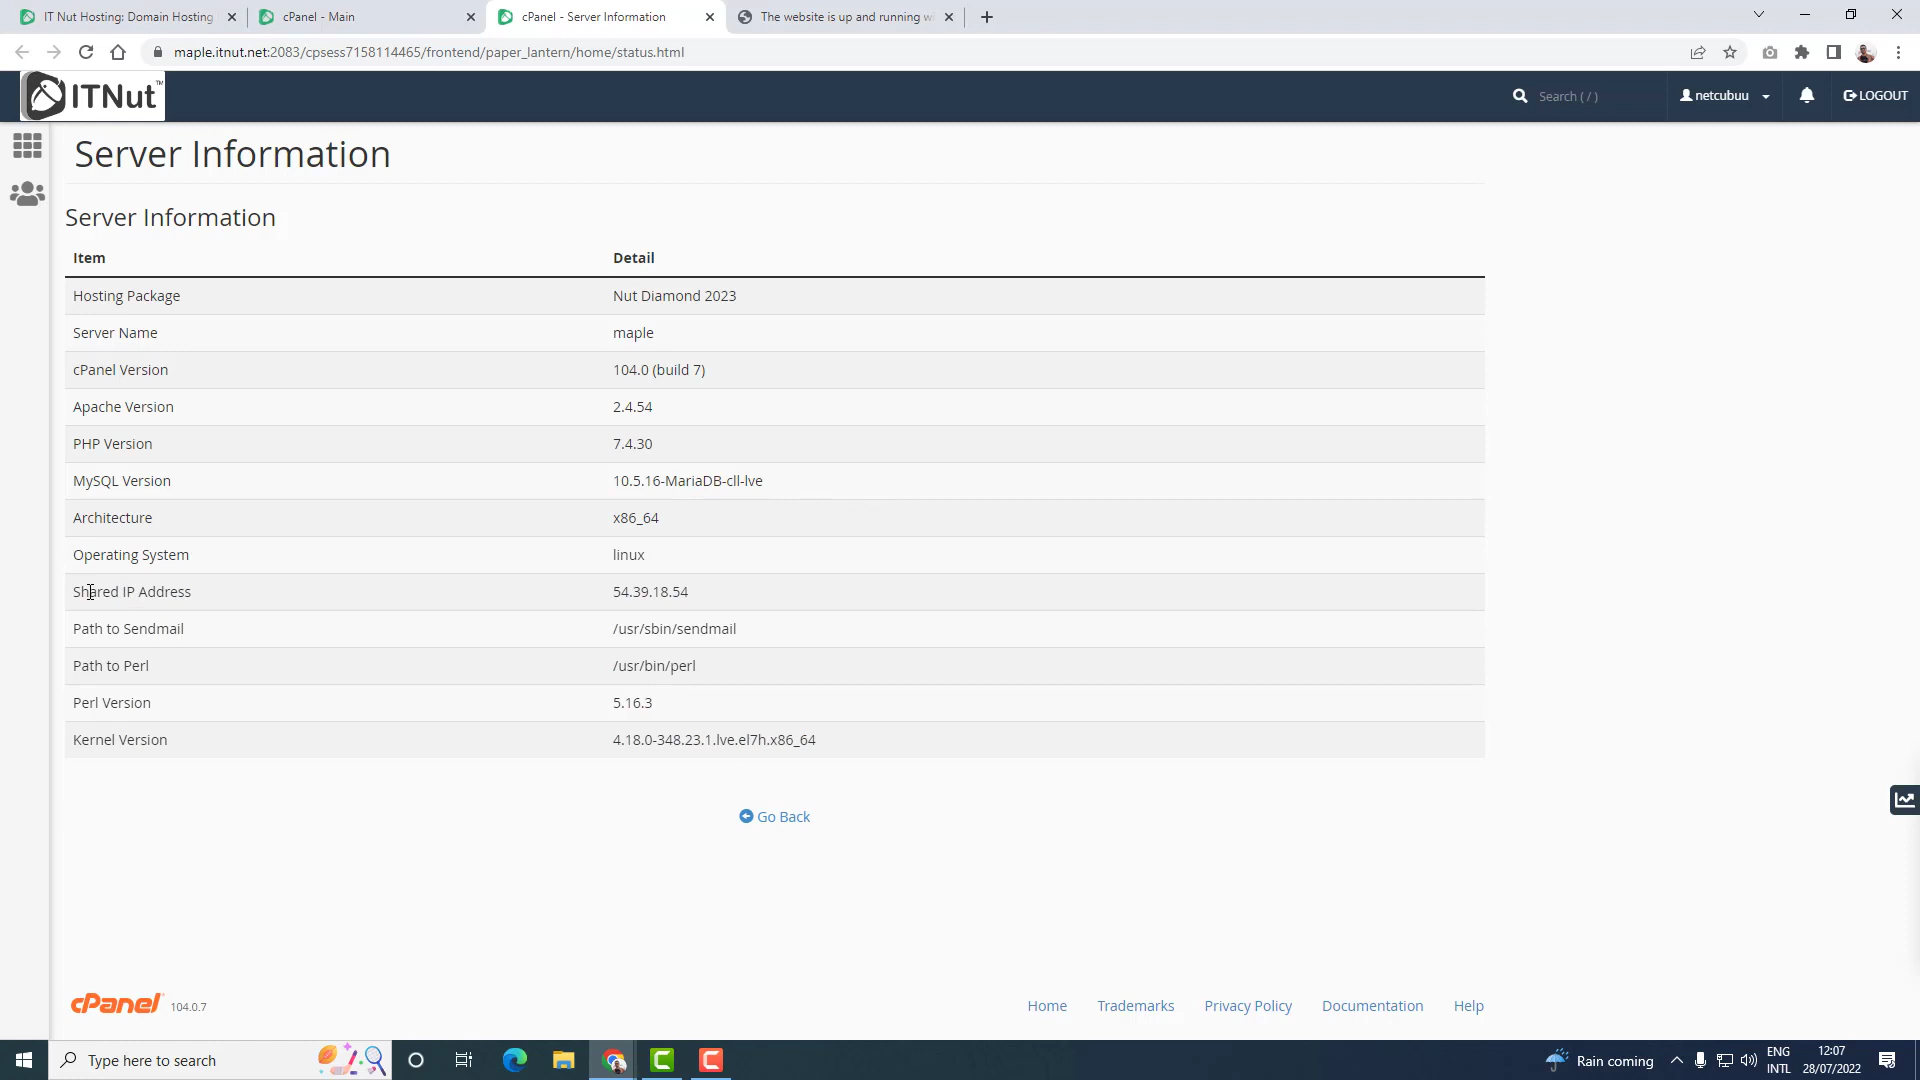 IT Nut Hosting: Domain Hosting
cPanel - Main
cPanel - Server Information
The website is up and running wi
maple.itnut.net:2083/cpsess7158114465/frontend/paper_lantern/home/status.html
ITNut™
Search ( / )
netcubuu
LOGOUT
Server Information
Server Information
Item Detail
Hosting Package Nut Diamond 2023
Server Name maple
cPanel Version 104.0 (build 7)
Apache Version 2.4.54
PHP Version 7.4.30
MySQL Version 10.5.16-MariaDB-cll-lve
Architecture x86_64
Operating System linux
Shared IP Address 54.39.18.54
Path to Sendmail /usr/sbin/sendmail
Path to Perl /usr/bin/perl
Perl Version 5.16.3
Kernel Version 4.18.0-348.23.1.lve.el7h.x86_64
Go Back
cPanel 104.0.7
Home Trademarks Privacy Policy Documentation Help
Type here to search
Rain coming
ENG
INTL
12:07
28/07/2022